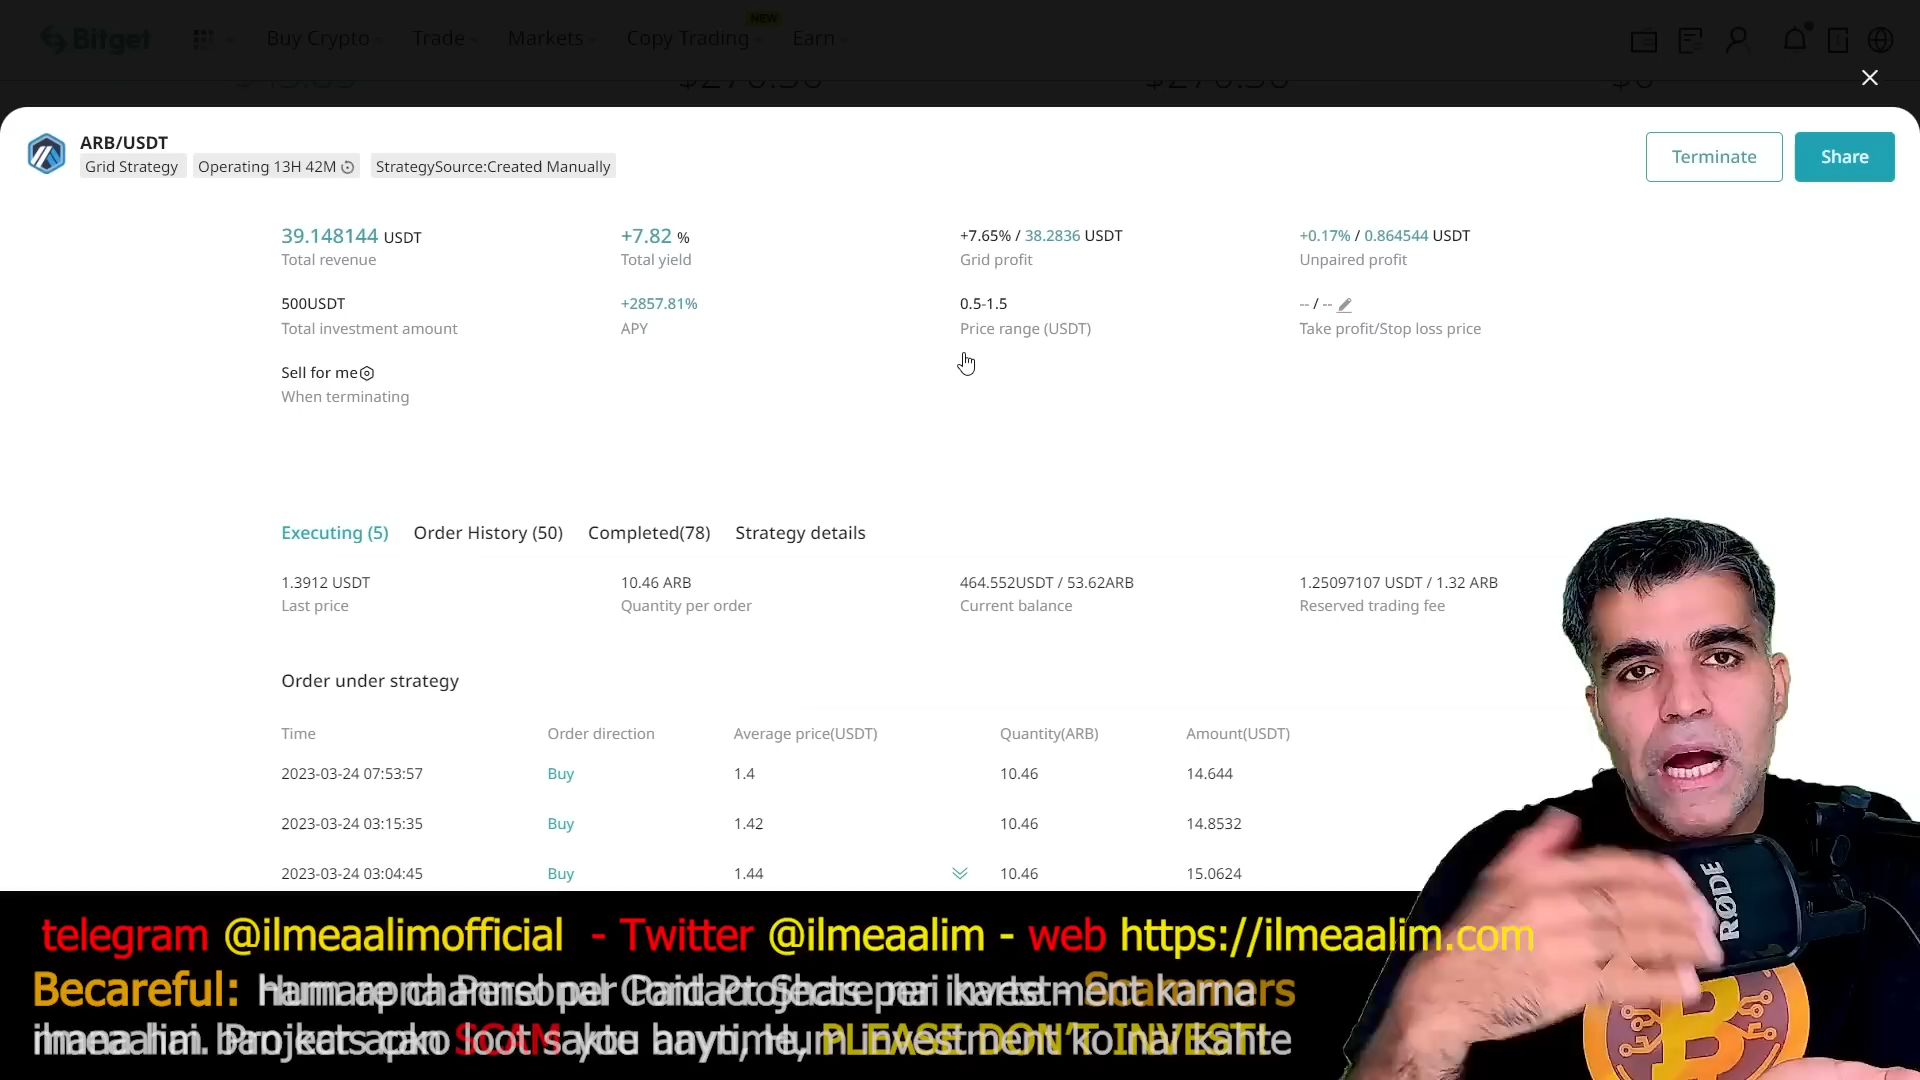 NEW
Bitget Buy Crypto Trade Markets Copy Trading Earn
ARB/USDT
Grid Strategy Operating 13H 42M StrategySource:Created Manually
Terminate Share
39.148144 USDT +7.82 % +7.65% / 38.2836 USDT +0.17% / 0.864544 USDT
Total revenue Total yield Grid profit Unpaired profit
500USDT +2857.81% 0.5-1.5 -- / --
Total investment amount APY Price range (USDT) Take profit/Stop loss price
Sell for me
When terminating
Executing (5) Order History (50) Completed(78) Strategy details
1.3912 USDT 10.46 ARB 464.552USDT / 53.62ARB 1.25097107 USDT / 1.32 ARB
Last price Quantity per order Current balance Reserved trading fee
Order under strategy
Time Order direction Average price(USDT) Quantity(ARB) Amount(USDT)
2023-03-24 07:53:57 Buy 1.4 10.46 14.644
2023-03-24 03:15:35 Buy 1.42 10.46 14.8532
2023-03-24 03:04:45 Buy 1.44 10.46 15.0624
RØDE
telegram @ilmeaalimofficial - Twitter @ilmeaalim - web https://ilmeaalim.com
Becareful: